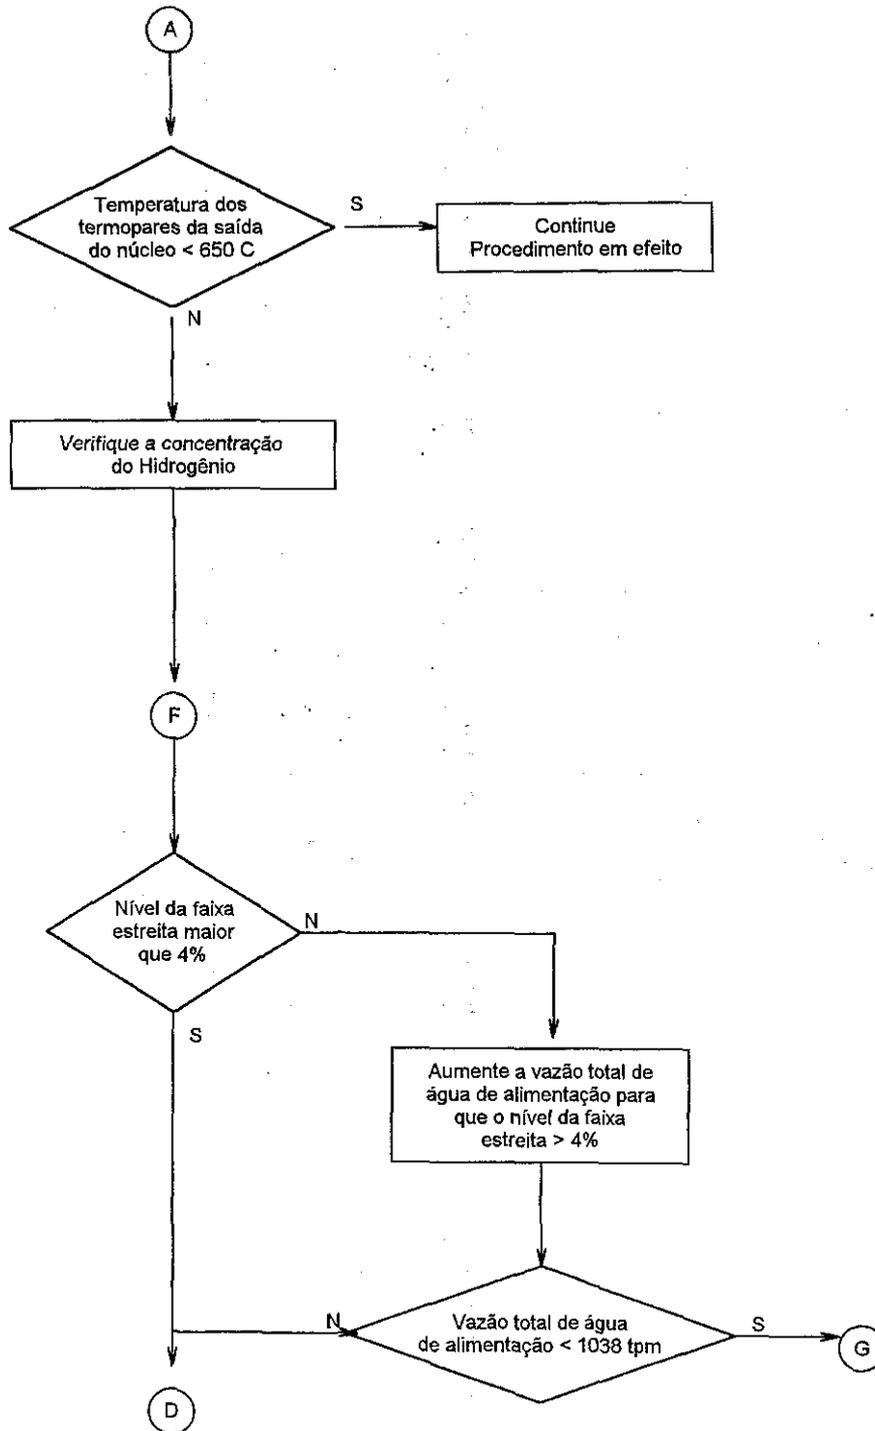 A
Temperatura dos
termopares da saída
do núcleo < 650 C
S
Continue
Procedimento em efeito
N
Verifique a concentração
do Hidrogênio
F
Nível da faixa
estreita maior
que 4%
N
S
Aumente a vazão total de
água de alimentação para
que o nível da faixa
estreita > 4%
N
Vazão total de água
de alimentação < 1038 tpm
S
G
D